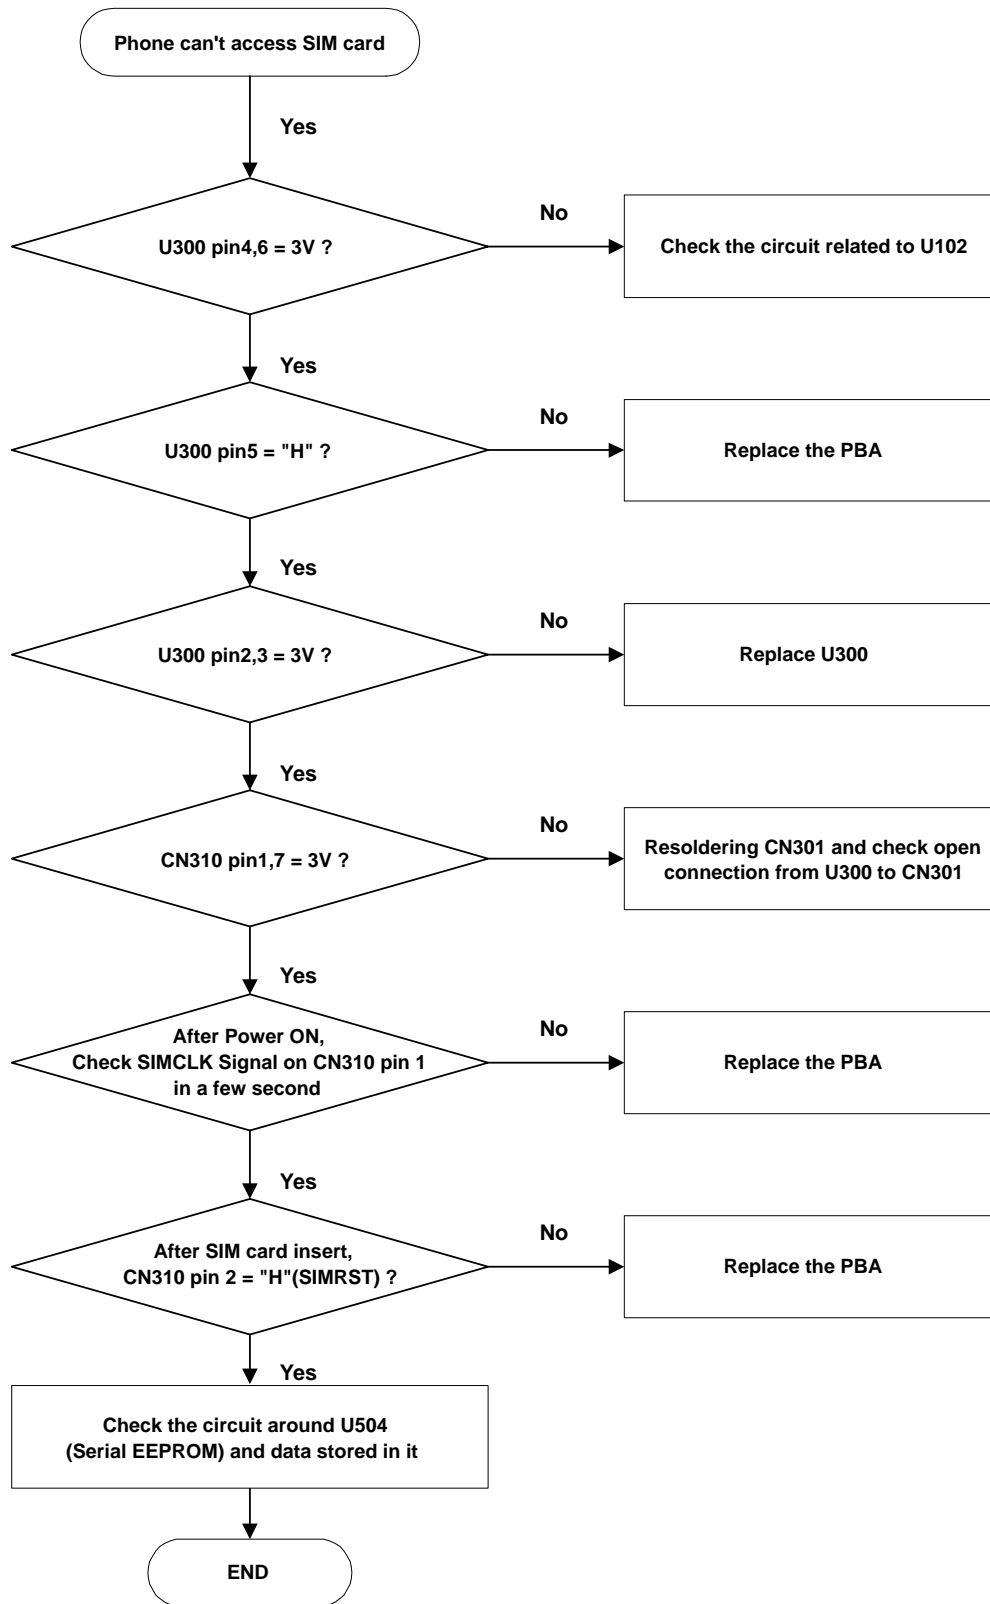 Phone can't access SIM card
Yes
U300 pin4,6 = 3V ?
No
Check the circuit related to U102
Yes
U300 pin5 = "H" ?
No
Replace the PBA
Yes
U300 pin2,3 = 3V ?
No
Replace U300
Yes
CN310 pin1,7 = 3V ?
No
Resoldering CN301 and check open
connection from U300 to CN301
Yes
After Power ON,
Check SIMCLK Signal on CN310 pin 1
in a few second
No
Replace the PBA
Yes
After SIM card insert,
CN310 pin 2 = "H"(SIMRST) ?
No
Replace the PBA
Yes
Check the circuit around U504
(Serial EEPROM) and data stored in it
END